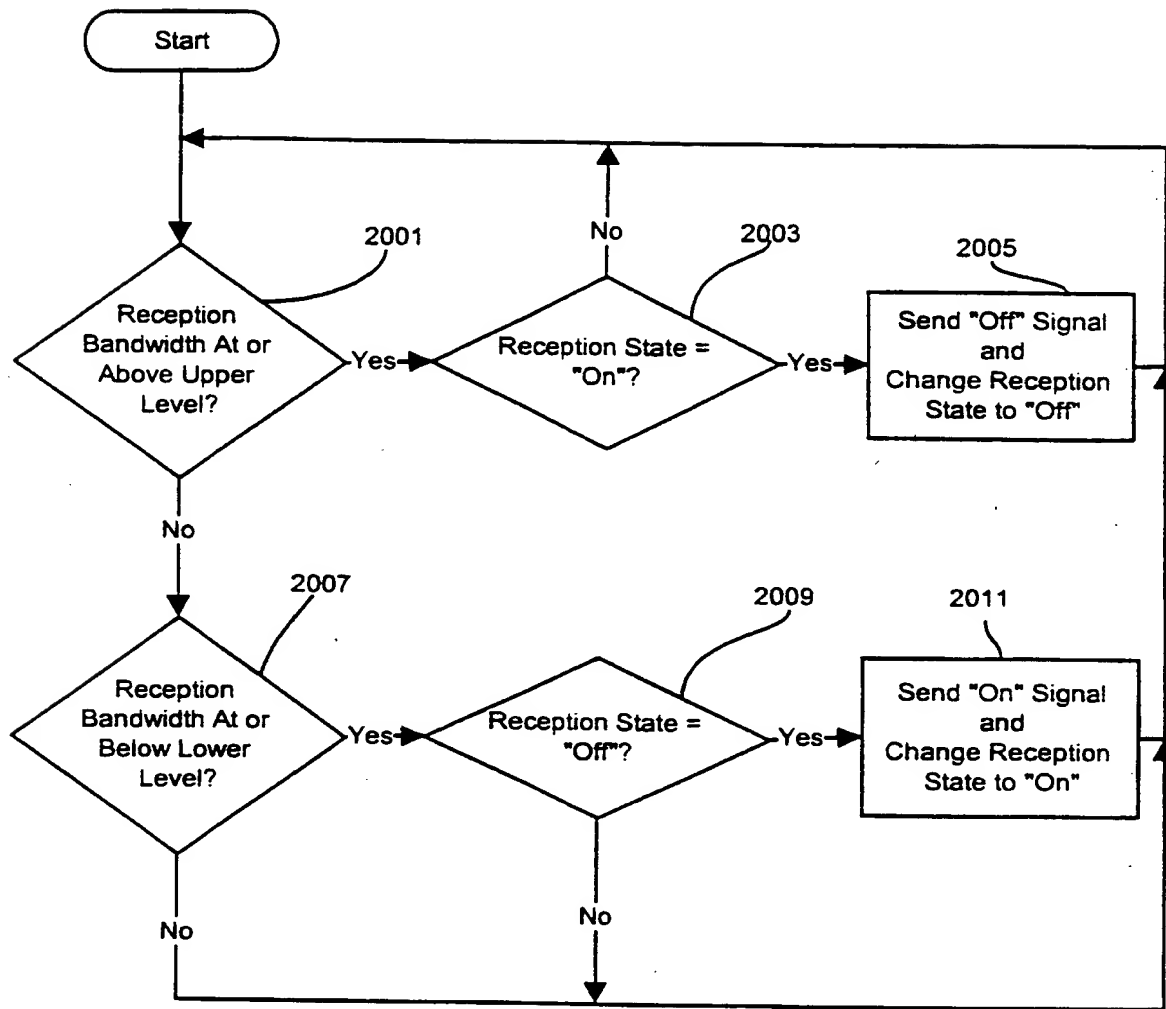 Start
No
2001
2003
2005
Reception
Bandwidth At or
Above Upper
Level?
Yes
Reception State =
"On"?
Yes
Send "Off" Signal
and
Change Reception
State to "Off"
No
2007
2009
2011
Reception
Bandwidth At or
Below Lower
Level?
Yes
Reception State =
"Off"?
Yes
Send "On" Signal
and
Change Reception
State to "On"
No
No